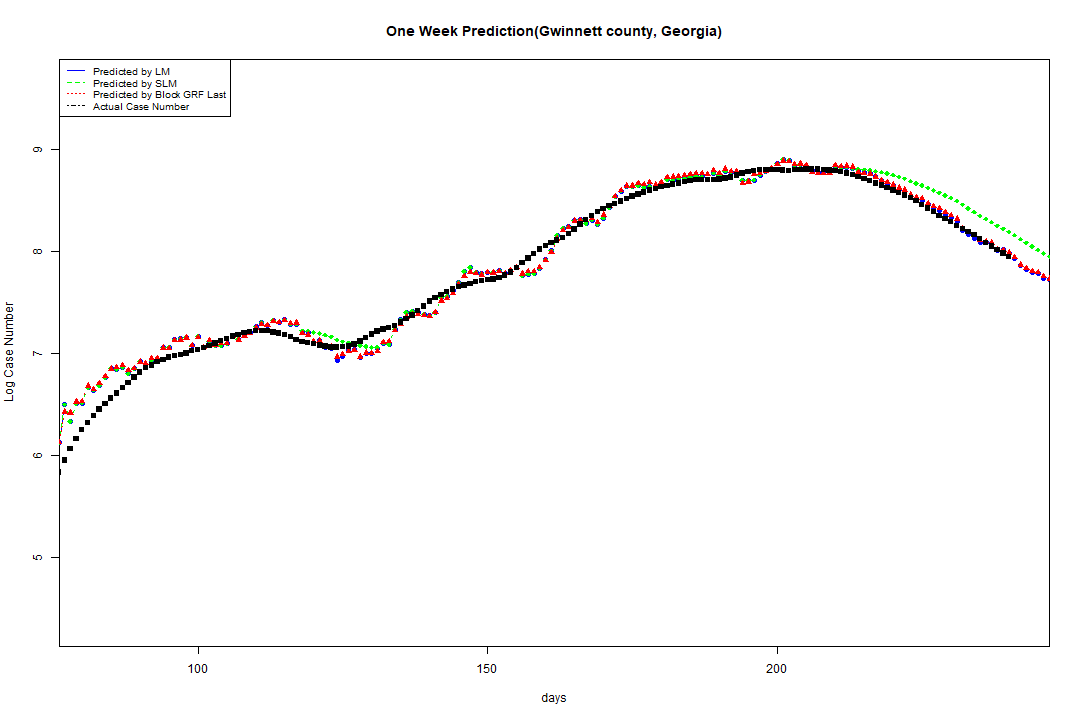 One Week Prediction(Gwinnett county, Georgia)
Predicted by LM
Predicted by SLM
Predicted by Block GRF Last
Actual Case Number
9
8
7
6
5
Log Case Number
100 150 200
days